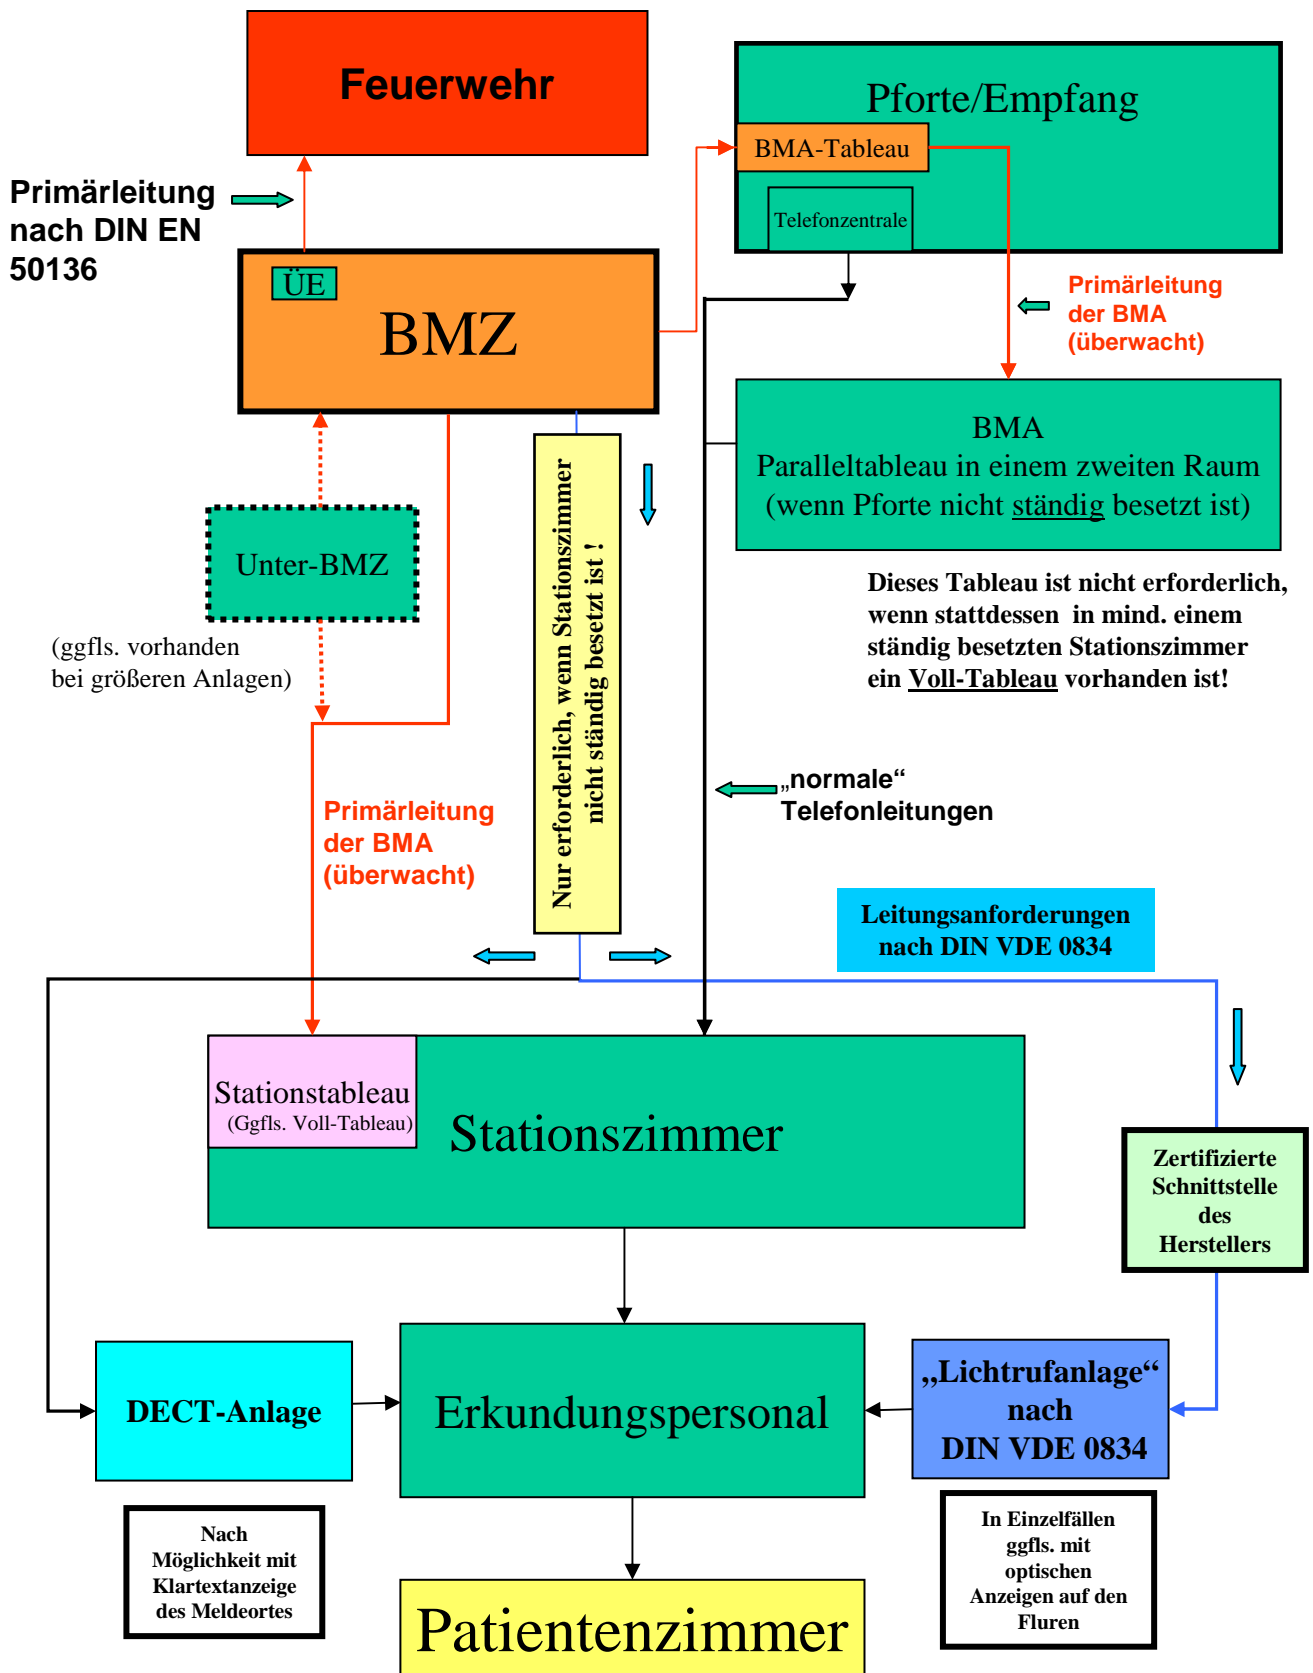 Feuerwehr
Pforte/Empfang
BMA-Tableau
Telefonzentrale
Primärleitung
nach DIN EN
50136
ÜE
BMZ
Primärleitung
der BMA
(überwacht)
BMA
Paralleltableau in einem zweiten Raum
(wenn Pforte nicht ständig besetzt ist)
Unter-BMZ
(ggfls. vorhanden
bei größeren Anlagen)
Nur erforderlich, wenn Stationszimmer
nicht ständig besetzt ist !
Dieses Tableau ist nicht erforderlich,
wenn stattdessen in mind. einem
ständig besetzten Stationszimmer
ein Voll-Tableau vorhanden ist!
„normale“
Telefonleitungen
Primärleitung
der BMA
(überwacht)
Leitungsanforderungen
nach DIN VDE 0834
Stationstableau
(Ggfls. Voll-Tableau)
Stationszimmer
Zertifizierte
Schnittstelle
des
Herstellers
DECT-Anlage
Erkundungspersonal
„Lichtrufanlage“
nach
DIN VDE 0834
Nach
Möglichkeit mit
Klartextanzeige
des Meldeortes
In Einzelfällen
ggfls. mit
optischen
Anzeigen auf den
Fluren
Patientenzimmer